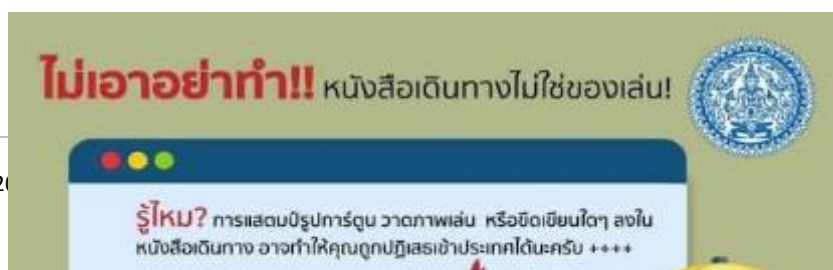 ไม่เอาอย่าทำ!! หนังสือเดินทางไม่ใช่ของเล่น!
รู้ไหม? การแสตมป์รูปการ์ตูน วาดภาพเล่น หรือขีดเขียนใดๆ ลงใน
หนังสือเดินทาง อาจทำให้คุณถูกปฏิเสธเข้าประเทศได้นะครับ ++++